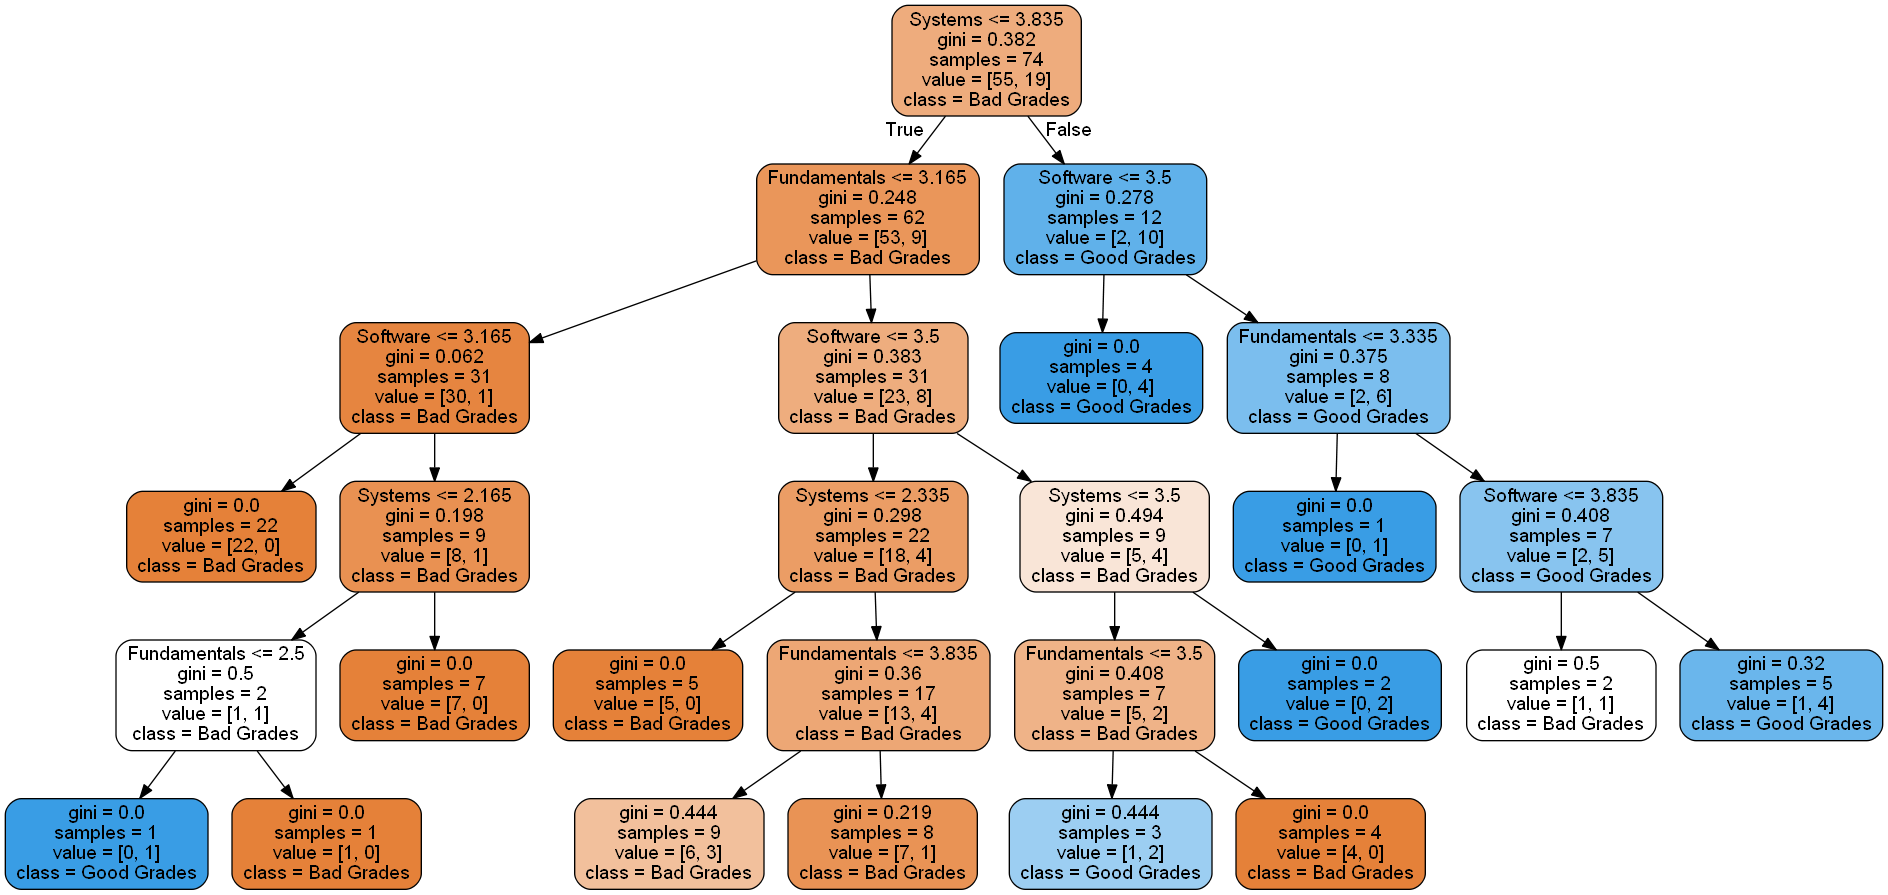 Systems <= 3.835
gini = 0.382
samples = 74
value = [55, 19]
class = Bad Grades
True
False
Fundamentals <= 3.165
gini = 0.248
samples = 62
value = [53, 9]
class = Bad Grades
Software <= 3.5
gini = 0.278
samples = 12
value = [2, 10]
class = Good Grades
Software <= 3.165
gini = 0.062
samples = 31
value = [30, 1]
class = Bad Grades
Software <= 3.5
gini = 0.383
samples = 31
value = [23, 8]
class = Bad Grades
gini = 0.0
samples = 4
value = [0, 4]
class = Good Grades
Fundamentals <= 3.335
gini = 0.375
samples = 8
value = [2, 6]
class = Good Grades
gini = 0.0
samples = 22
value = [22, 0]
class = Bad Grades
Systems <= 2.165
gini = 0.198
samples = 9
value = [8, 1]
class = Bad Grades
Systems <= 2.335
gini = 0.298
samples = 22
value = [18, 4]
class = Bad Grades
Systems <= 3.5
gini = 0.494
samples = 9
value = [5, 4]
class = Bad Grades
gini = 0.0
samples = 1
value = [0, 1]
class = Good Grades
Software <= 3.835
gini = 0.408
samples = 7
value = [2, 5]
class = Good Grades
Fundamentals <= 2.5
gini = 0.5
samples = 2
value = [1, 1]
class = Bad Grades
gini = 0.0
samples = 7
value = [7, 0]
class = Bad Grades
gini = 0.0
samples = 5
value = [5, 0]
class = Bad Grades
Fundamentals <= 3.835
gini = 0.36
samples = 17
value = [13, 4]
class = Bad Grades
Fundamentals <= 3.5
gini = 0.408
samples = 7
value = [5, 2]
class = Bad Grades
gini = 0.0
samples = 2
value = [0, 2]
class = Good Grades
gini = 0.5
samples = 2
value = [1, 1]
class = Bad Grades
gini = 0.32
samples = 5
value = [1, 4]
class = Good Grades
gini = 0.0
samples = 1
value = [0, 1]
class = Good Grades
gini = 0.0
samples = 1
value = [1, 0]
class = Bad Grades
gini = 0.444
samples = 9
value = [6, 3]
class = Bad Grades
gini = 0.219
samples = 8
value = [7, 1]
class = Bad Grades
gini = 0.444
samples = 3
value = [1, 2]
class = Good Grades
gini = 0.0
samples = 4
value = [4, 0]
class = Bad Grades